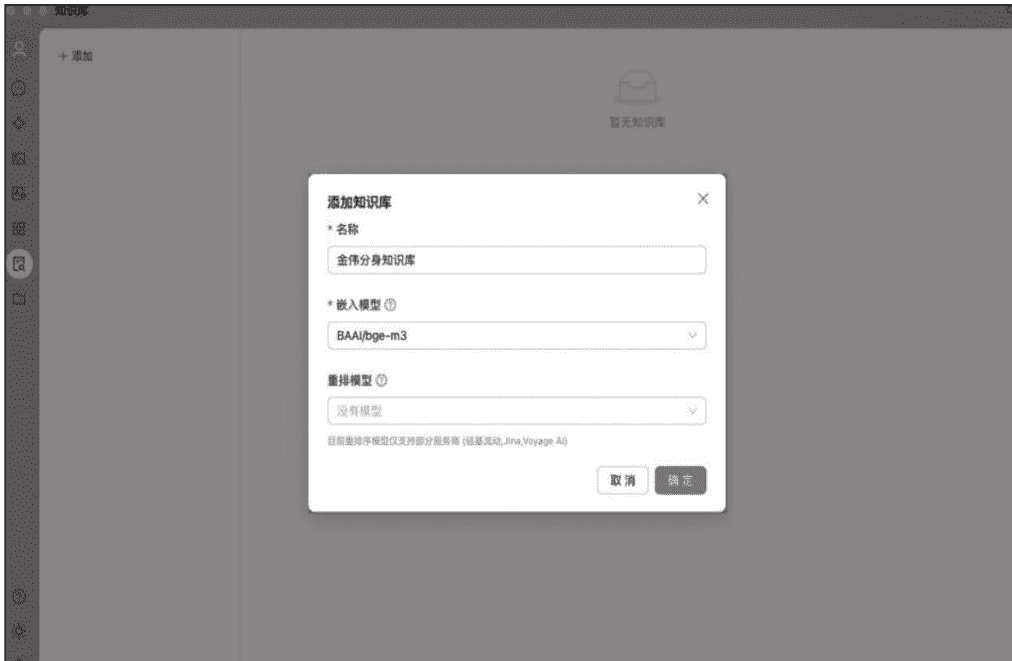 知识库
+ 添加
暂无知识库
添加知识库
* 名称
金伟分身知识库
* 嵌入模型
BAAI/bge-m3
重排模型
没有模型
目前重排序模型仅支持部分服务商 (硅基流动,Jina,Voyage AI)
取消
确定